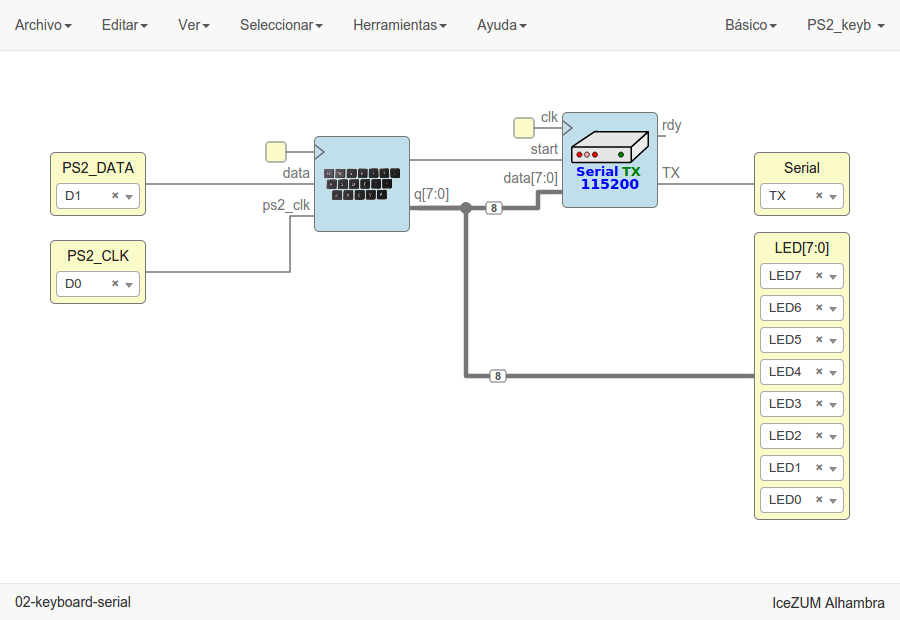 Archivo Editar Ver Seleccionar Herramientas Ayuda Básico PS2_keyb
clk
rdy
start
PS2_DATA
D1 ×
data
ps2_clk
q[7:0]
data[7:0]
8
Serial TX
115200
TX
Serial
TX ×
PS2_CLK
D0 ×
LED[7:0]
LED7 ×
LED6 ×
LED5 ×
8
LED4 ×
LED3 ×
LED2 ×
LED1 ×
LED0 ×
02-keyboard-serial IceZUM Alhambra